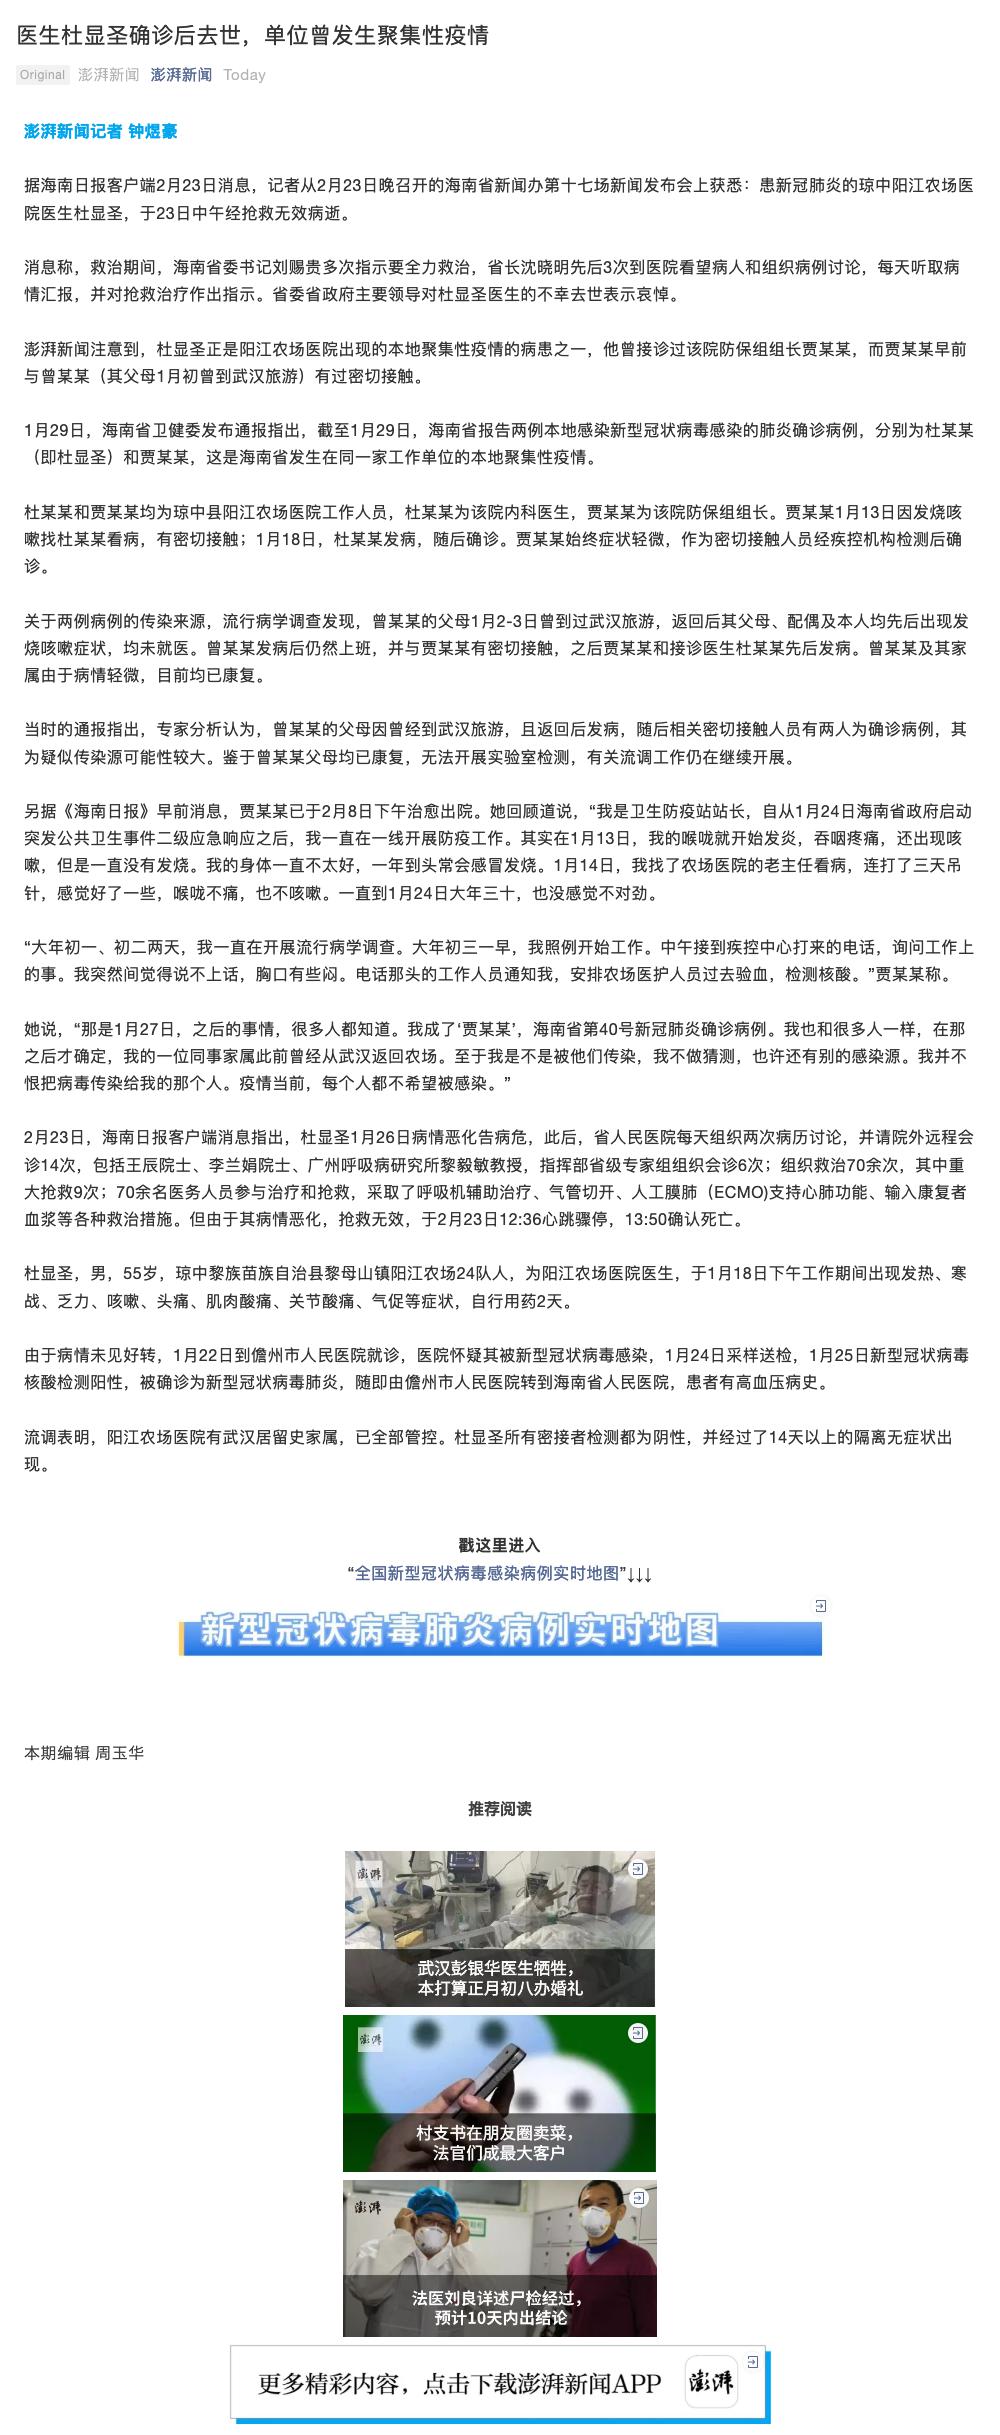 医生杜显圣确诊后去世，单位曾发生聚集性疫情
Original 澎湃新闻 澎湃新闻 Today
澎湃新闻记者 钟煜豪
据海南日报客户端2月23日消息，记者从2月23日晚召开的海南省新闻办第十七场新闻发布会上获悉：患新冠肺炎的琼中阳江农场医
院医生杜显圣，于23日中午经抢救无效病逝。
消息称，救治期间，海南省委书记刘赐贵多次指示要全力救治，省长沈晓明先后3次到医院看望病人和组织病例讨论，每天听取病
情汇报，并对抢救治疗作出指示。省委省政府主要领导对杜显圣医生的不幸去世表示哀悼。
澎湃新闻注意到，杜显圣正是阳江农场医院出现的本地聚集性疫情的病患之一，他曾接诊过该院防保组组长贾某某，而贾某某早前
与曾某某（其父母1月初曾到武汉旅游）有过密切接触。
1月29日，海南省卫健委发布通报指出，截至1月29日，海南省报告两例本地感染新型冠状病毒感染的肺炎确诊病例，分别为杜某某
（即杜显圣）和贾某某，这是海南省发生在同一家工作单位的本地聚集性疫情。
杜某某和贾某某均为琼中县阳江农场医院工作人员，杜某某为该院内科医生，贾某某为该院防保组组长。贾某某1月13日因发烧咳
嗽找杜某某看病，有密切接触；1月18日，杜某某发病，随后确诊。贾某某始终症状轻微，作为密切接触人员经疾控机构检测后确
诊。
关于两例病例的传染来源，流行病学调查发现，曾某某的父母1月2-3日曾到过武汉旅游，返回后其父母、配偶及本人均先后出现发
烧咳嗽症状，均未就医。曾某某发病后仍然上班，并与贾某某有密切接触，之后贾某某和接诊医生杜某某先后发病。曾某某及其家
属由于病情轻微，目前均已康复。
当时的通报指出，专家分析认为，曾某某的父母因曾经到武汉旅游，且返回后发病，随后相关密切接触人员有两人为确诊病例，其
为疑似传染源可能性较大。鉴于曾某某父母均已康复，无法开展实验室检测，有关流调工作仍在继续开展。
另据《海南日报》早前消息，贾某某已于2月8日下午治愈出院。她回顾道说，“我是卫生防疫站站长，自从1月24日海南省政府启动
突发公共卫生事件二级应急响应之后，我一直在一线开展防疫工作。其实在1月13日，我的喉咙就开始发炎，吞咽疼痛，还出现咳
嗽，但是一直没有发烧。我的身体一直不太好，一年到头常会感冒发烧。1月14日，我找了农场医院的老主任看病，连打了三天吊
针，感觉好了一些，喉咙不痛，也不咳嗽。一直到1月24日大年三十，也没感觉不对劲。
“大年初一、初二两天，我一直在开展流行病学调查。大年初三一早，我照例开始工作。中午接到疾控中心打来的电话，询问工作上
的事。我突然间觉得说不上话，胸口有些闷。电话那头的工作人员通知我，安排农场医护人员过去验血，检测核酸。”贾某某称。
她说，“那是1月27日，之后的事情，很多人都知道。我成了‘贾某某’，海南省第40号新冠肺炎确诊病例。我也和很多人一样，在那
之后才确定，我的一位同事家属此前曾经从武汉返回农场。至于我是不是被他们传染，我不做猜测，也许还有别的感染源。我并不
恨把病毒传染给我的那个人。疫情当前，每个人都不希望被感染。”
2月23日，海南日报客户端消息指出，杜显圣1月26日病情恶化告病危，此后，省人民医院每天组织两次病历讨论，并请院外远程会
诊14次，包括王辰院士、李兰娟院士、广州呼吸病研究所黎毅敏教授，指挥部省级专家组组织会诊6次；组织救治70余次，其中重
大抢救9次；70余名医务人员参与治疗和抢救，采取了呼吸机辅助治疗、气管切开、人工膜肺（ECMO)支持心肺功能、输入康复者
血浆等各种救治措施。但由于其病情恶化，抢救无效，于2月23日12:36心跳骤停，13:50确认死亡。
杜显圣，男，55岁，琼中黎族苗族自治县黎母山镇阳江农场24队人，为阳江农场医院医生，于1月18日下午工作期间出现发热、寒
战、乏力、咳嗽、头痛、肌肉酸痛、关节酸痛、气促等症状，自行用药2天。
由于病情未见好转，1月22日到儋州市人民医院就诊，医院怀疑其被新型冠状病毒感染，1月24日采样送检，1月25日新型冠状病毒
核酸检测阳性，被确诊为新型冠状病毒肺炎，随即由儋州市人民医院转到海南省人民医院，患者有高血压病史。
流调表明，阳江农场医院有武汉居留史家属，已全部管控。杜显圣所有密接者检测都为阴性，并经过了14天以上的隔离无症状出
现。
戳这里进入
“全国新型冠状病毒感染病例实时地图”↓↓↓
新型冠状病毒肺炎病例实时地图
本期编辑 周玉华
推荐阅读
澎湃
武汉彭银华医生牺牲，
本打算正月初八办婚礼
澎湃
村支书在朋友圈卖菜，
法官们成最大客户
澎湃
法医刘良详述尸检经过，
预计10天内出结论
更多精彩内容，点击下载澎湃新闻APP 澎湃